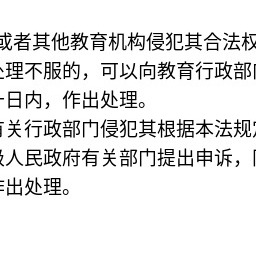 或者其他教育机构侵犯其合法权
处理不服的，可以向教育行政部门
十日内，作出处理。
有关行政部门侵犯其根据本法规定
级人民政府有关部门提出申诉，同
作出处理。